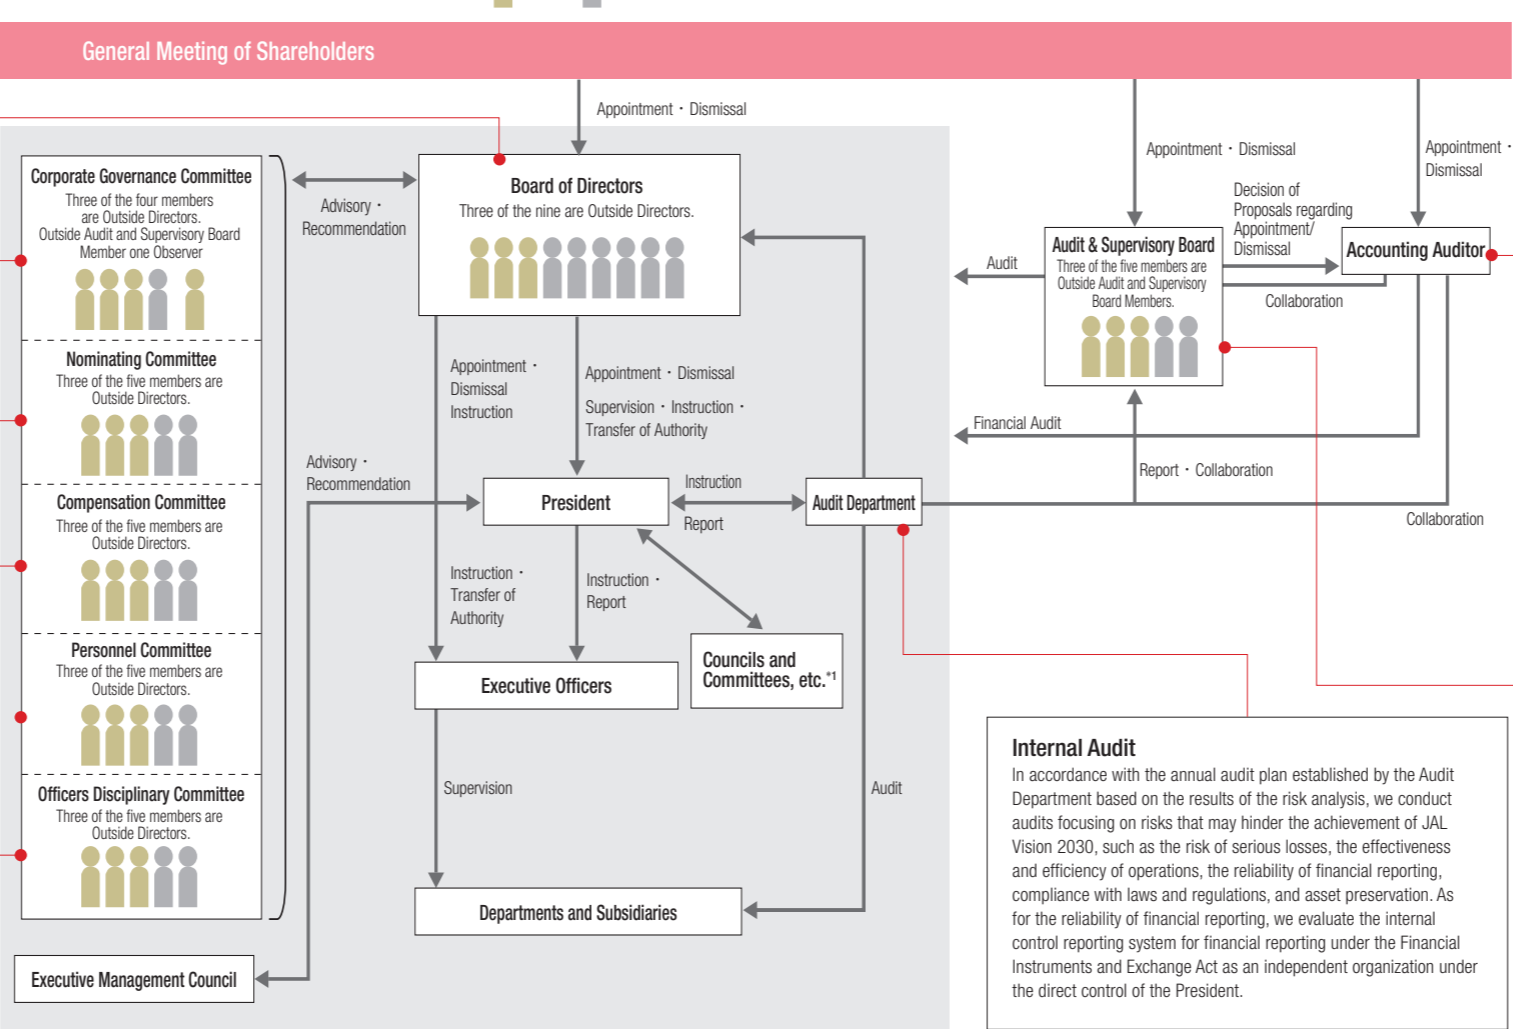 General Meeting of Shareholders
Appointment・Dismissal
Appointment・Dismissal
Appointment・
Dismissal
Corporate Governance Committee
Three of the four members
are Outside Directors.
Outside Audit and Supervisory Board
Member one Observer
Advisory・
Recommendation
Board of Directors
Three of the nine are Outside Directors.
Decision of
Proposals regarding
Appointment/
Dismissal
Audit
Audit & Supervisory Board
Three of the five members are
Outside Audit and Supervisory
Board Members.
Accounting Auditor
Collaboration
Nominating Committee
Three of the five members are
Outside Directors.
Appointment・
Dismissal
Instruction
Appointment・Dismissal
Supervision・Instruction・
Transfer of Authority
Financial Audit
Advisory・
Recommendation
Report・Collaboration
Compensation Committee
Three of the five members are
Outside Directors.
President
Instruction
Report
Audit Department
Collaboration
Instruction・
Transfer of
Authority
Instruction・
Report
Personnel Committee
Three of the five members are
Outside Directors.
Executive Officers
Councils and
Committees, etc.*1
Officers Disciplinary Committee
Three of the five members are
Outside Directors.
Supervision
Audit
Departments and Subsidiaries
Executive Management Council
Internal Audit
In accordance with the annual audit plan established by the Audit
Department based on the results of the risk analysis, we conduct
audits focusing on risks that may hinder the achievement of JAL
Vision 2030, such as the risk of serious losses, the effectiveness
and efficiency of operations, the reliability of financial reporting,
compliance with laws and regulations, and asset preservation. As
for the reliability of financial reporting, we evaluate the internal
control reporting system for financial reporting under the Financial
Instruments and Exchange Act as an independent organization under
the direct control of the President.